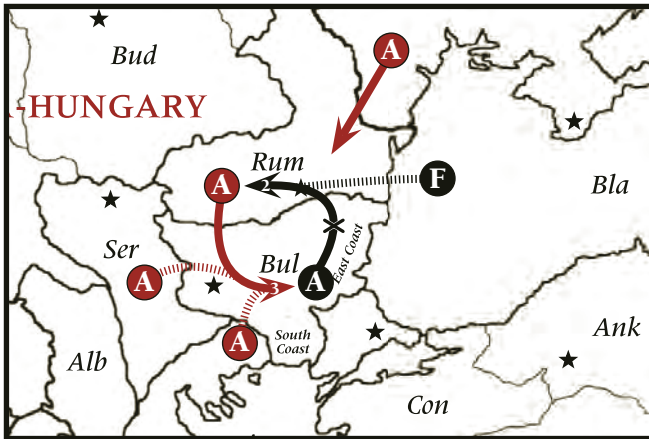 Bud
-HUNGARY
A
Rum
A
2
F
Bla
Ser
A
Bul
3
A
East Coast
A
South
Coast
Alb
Ank
Con